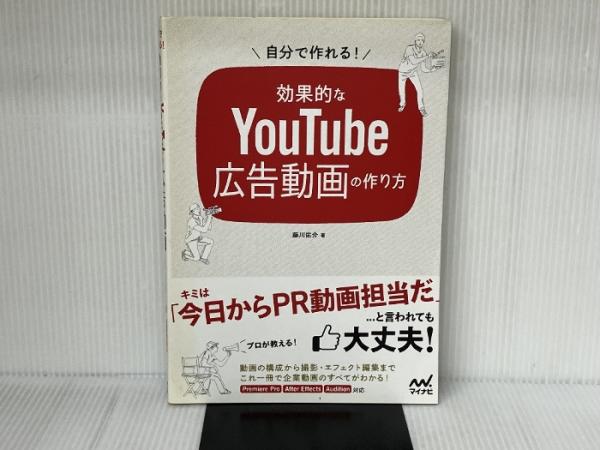 自分で作れる!
効果的な
YouTube
広告動画の作り方
藤川佑介 著
キミは
「今日からPR動画担当だ」
…と言われても
大丈夫!
プロが教える!
動画の構成から撮影・エフェクト編集まで
これ一冊で企業動画のすべてがわかる!
Premiere Pro After Effects Audition 対応
マイナビ